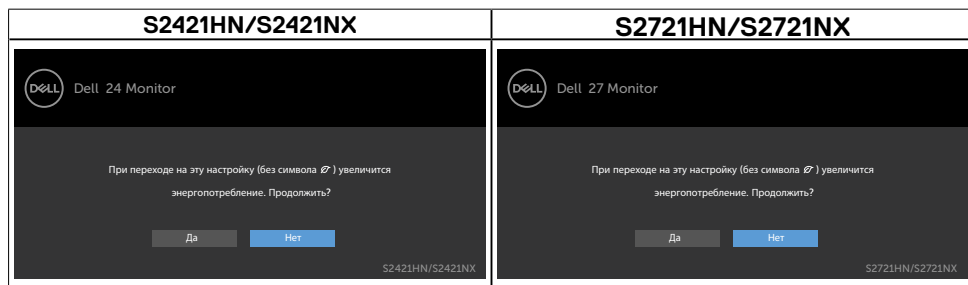 S2421HN/S2421NX
S2721HN/S2721NX
DELL
Dell 24 Monitor
При переходе на эту настройку (без символа ) увеличится
энергопотребление. Продолжить?
Да
Нет
S2421HN/S2421NX
DELL
Dell 27 Monitor
При переходе на эту настройку (без символа ) увеличится
энергопотребление. Продолжить?
Да
Нет
S2721HN/S2721NX